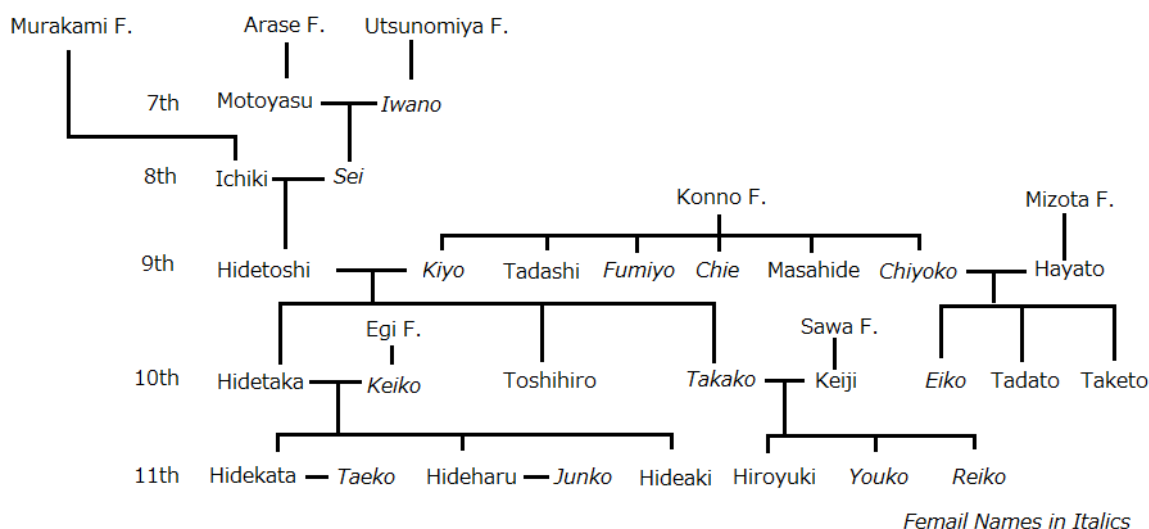 Murakami F. Arase F. Utsunomiya F.
7th Motoyasu Iwano
8th Ichiki Sei
Konno F. Mizota F.
9th Hidetoshi Kiyo Tadashi Fumiyo Chie Masahide Chiyoko Hayato
Egi F. Sawa F.
10th Hidetaka Keiko Toshihiro Takako Keiji Eiko Tadato Taketo
11th Hidekata Taeko Hideharu Junko Hideaki Hiroyuki Youko Reiko
Femail Names in Italics